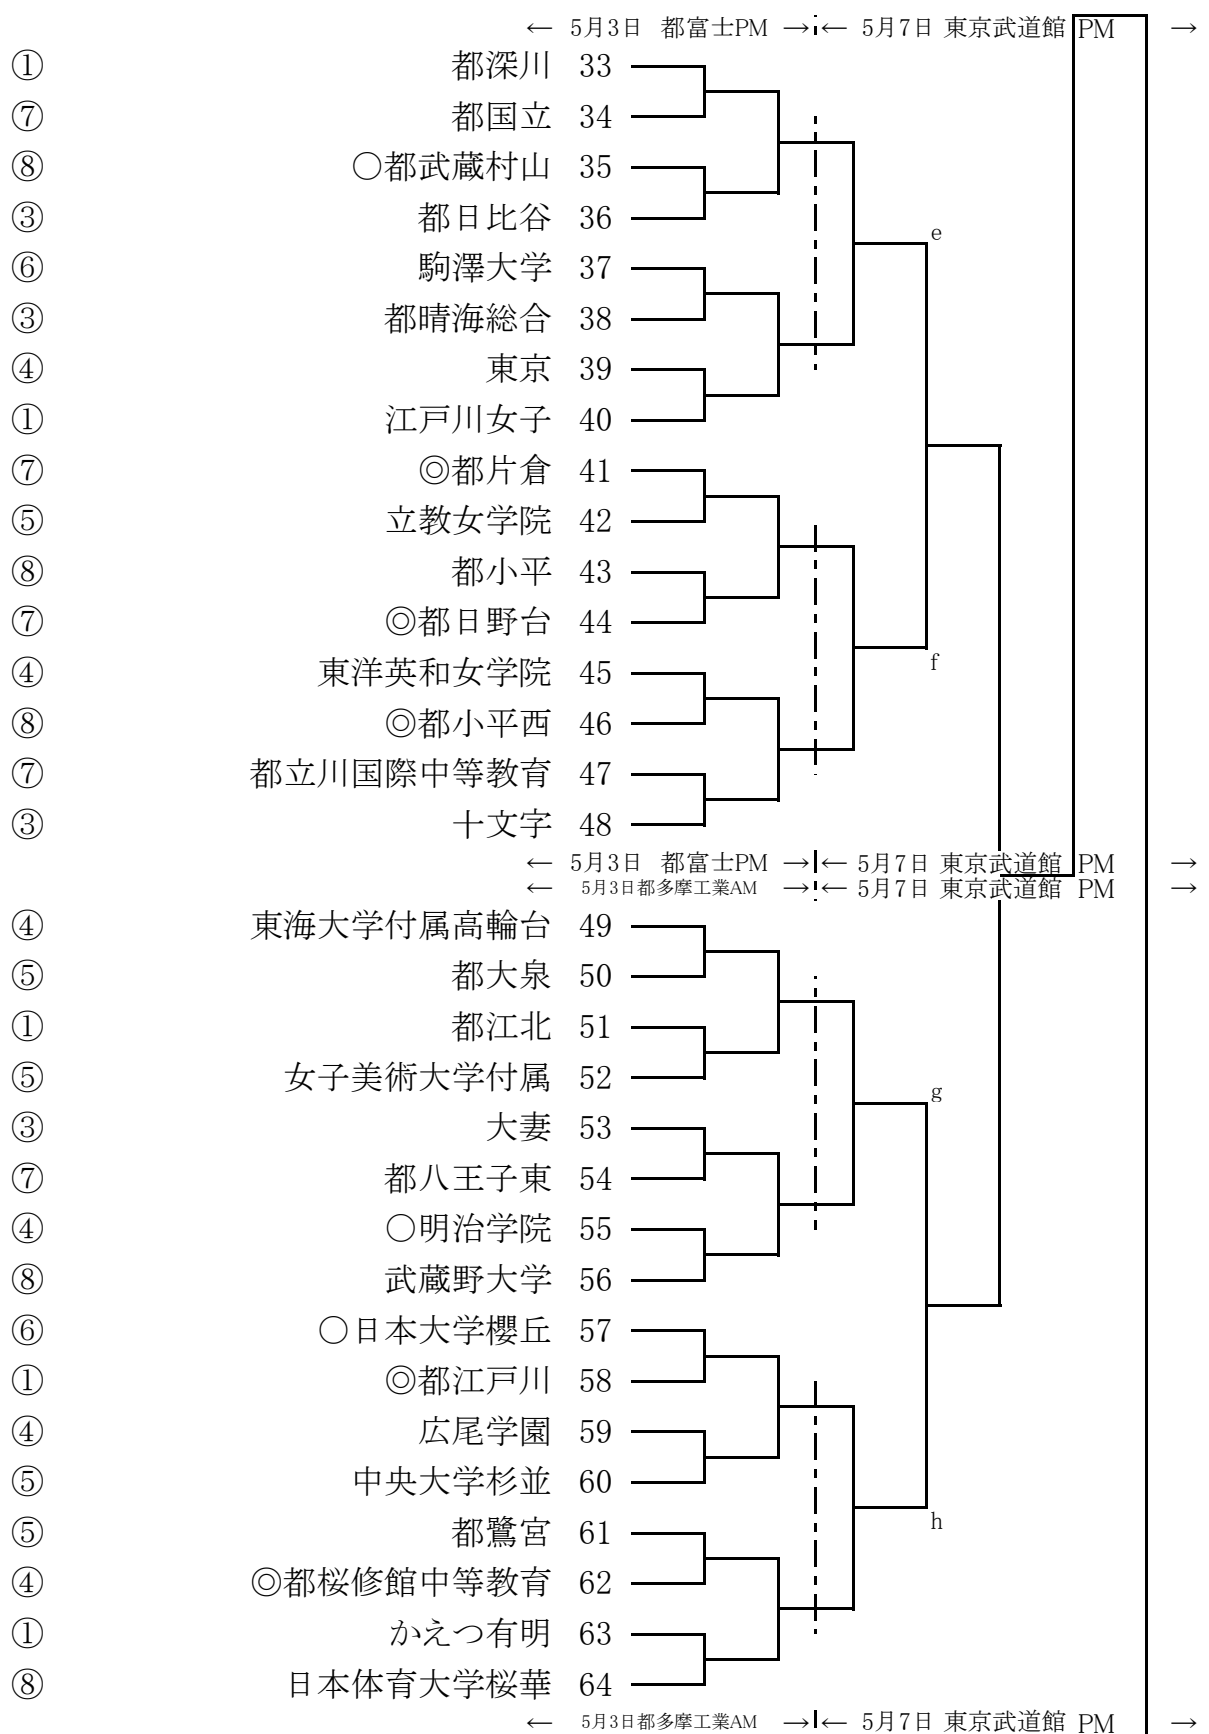 ← 5月3日 都富士PM → ← 5月7日 東京武道館 PM →
① 都深川 33
⑦ 都国立 34
⑧ ○都武蔵村山 35
③ 都日比谷 36
e
⑥ 駒澤大学 37
③ 都晴海総合 38
④ 東京 39
① 江戸川女子 40
⑦ ◎都片倉 41
⑤ 立教女学院 42
⑧ 都小平 43
⑦ ◎都日野台 44
f
④ 東洋英和女学院 45
⑧ ◎都小平西 46
⑦ 都立川国際中等教育 47
③ 十文字 48
← 5月3日 都富士PM → ← 5月7日 東京武道館 PM →
← 5月3日都多摩工業AM → ← 5月7日 東京武道館 PM →
④ 東海大学付属高輪台 49
⑤ 都大泉 50
① 都江北 51
⑤ 女子美術大学付属 52
g
③ 大妻 53
⑦ 都八王子東 54
④ ○明治学院 55
⑧ 武蔵野大学 56
⑥ ○日本大学櫻丘 57
① ◎都江戸川 58
④ 広尾学園 59
⑤ 中央大学杉並 60
h
⑤ 都鷺宮 61
④ ◎都桜修館中等教育 62
① かえつ有明 63
⑧ 日本体育大学桜華 64
← 5月3日都多摩工業AM → ← 5月7日 東京武道館 PM →